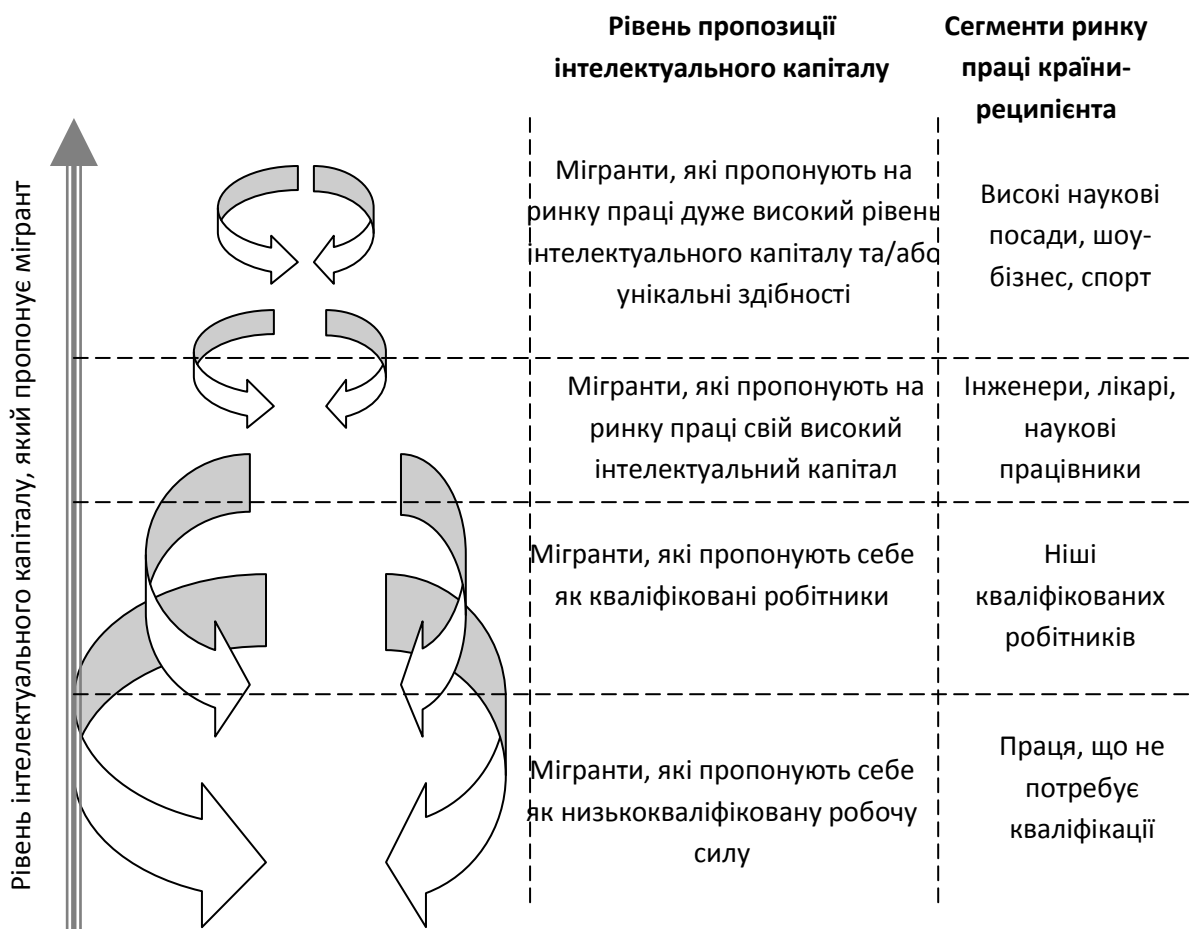 Рівень пропозиції
інтелектуального капіталу
Сегменти ринку
праці країни-
реципієнта
Рівень інтелектуального капіталу, який пропонує мігрант
Мігранти, які пропонують на
ринку праці дуже високий рівень
інтелектуального капіталу та/або
унікальні здібності
Високі наукові
посади, шоу-
бізнес, спорт
Мігранти, які пропонують на
ринку праці свій високий
інтелектуальний капітал
Інженери, лікарі,
наукові
працівники
Мігранти, які пропонують себе
як кваліфіковані робітники
Ніші
кваліфікованих
робітників
Мігранти, які пропонують себе
як низькокваліфіковану робочу
силу
Праця, що не
потребує
кваліфікації